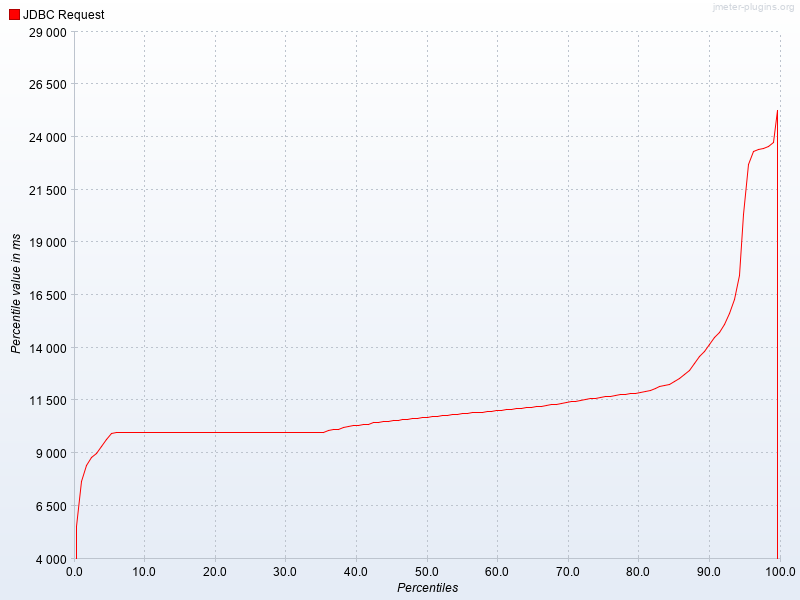 jmeter-plugins.org
JDBC Request
29 000
26 500
24 000
21 500
19 000
16 500
14 000
11 500
9 000
6 500
4 000
Percentile value in ms
0.0 10.0 20.0 30.0 40.0 50.0 60.0 70.0 80.0 90.0 100.0
Percentiles